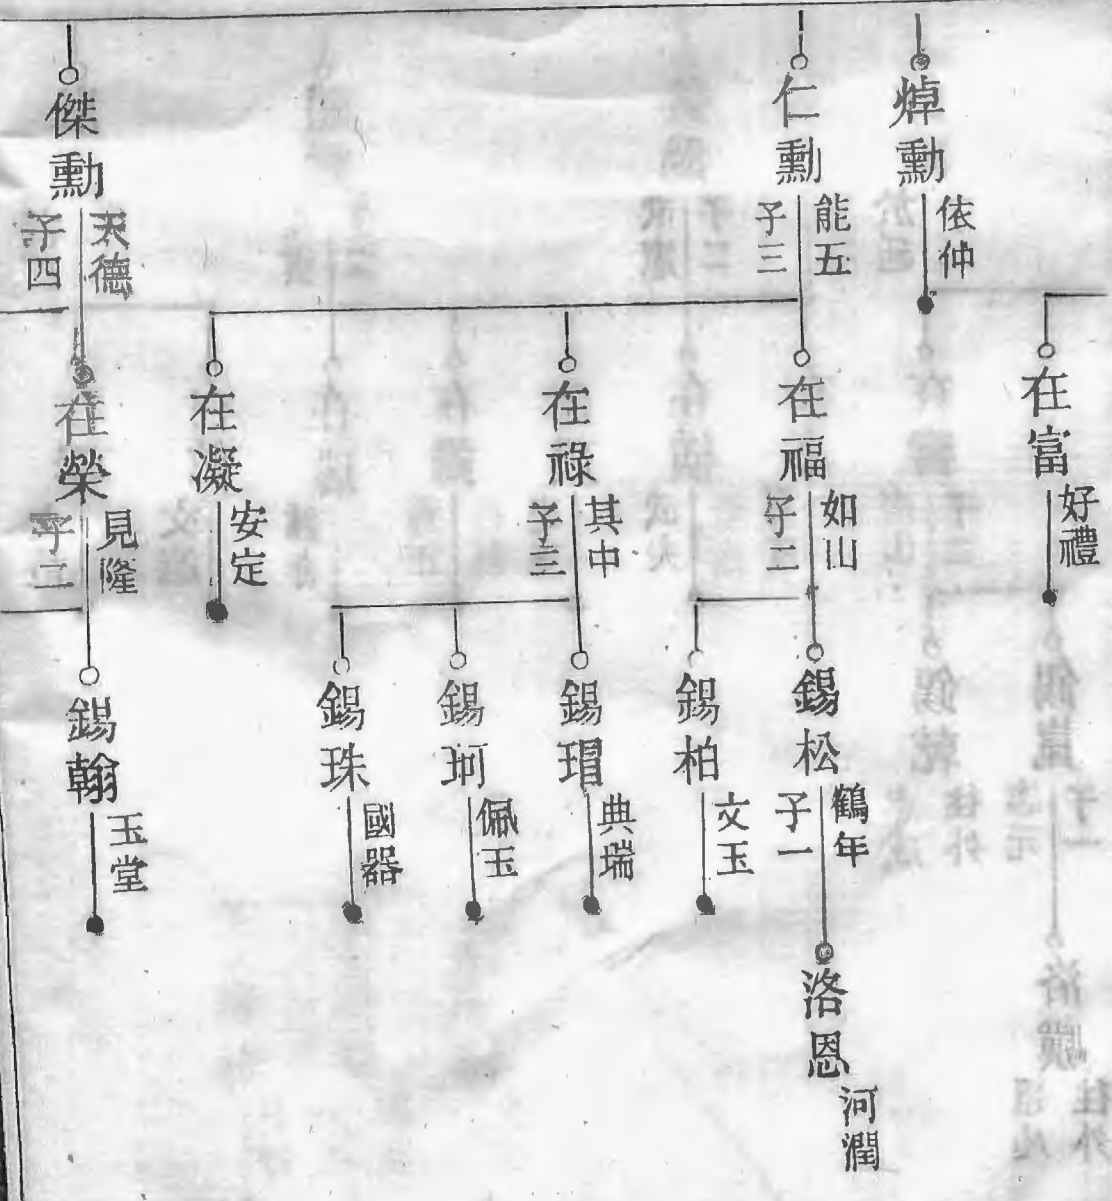 焯勳
依仲
仁勳
能五
子三
傑勳
天德
子四
在富
好禮
在福
如山
子二
在祿
其中
子三
在凝
安定
在榮
見隆
子二
錫松
鶴年
子一
錫柏
文玉
錫瑁
典瑞
錫珂
佩玉
錫珠
國器
錫翰
玉堂
洛恩
河潤